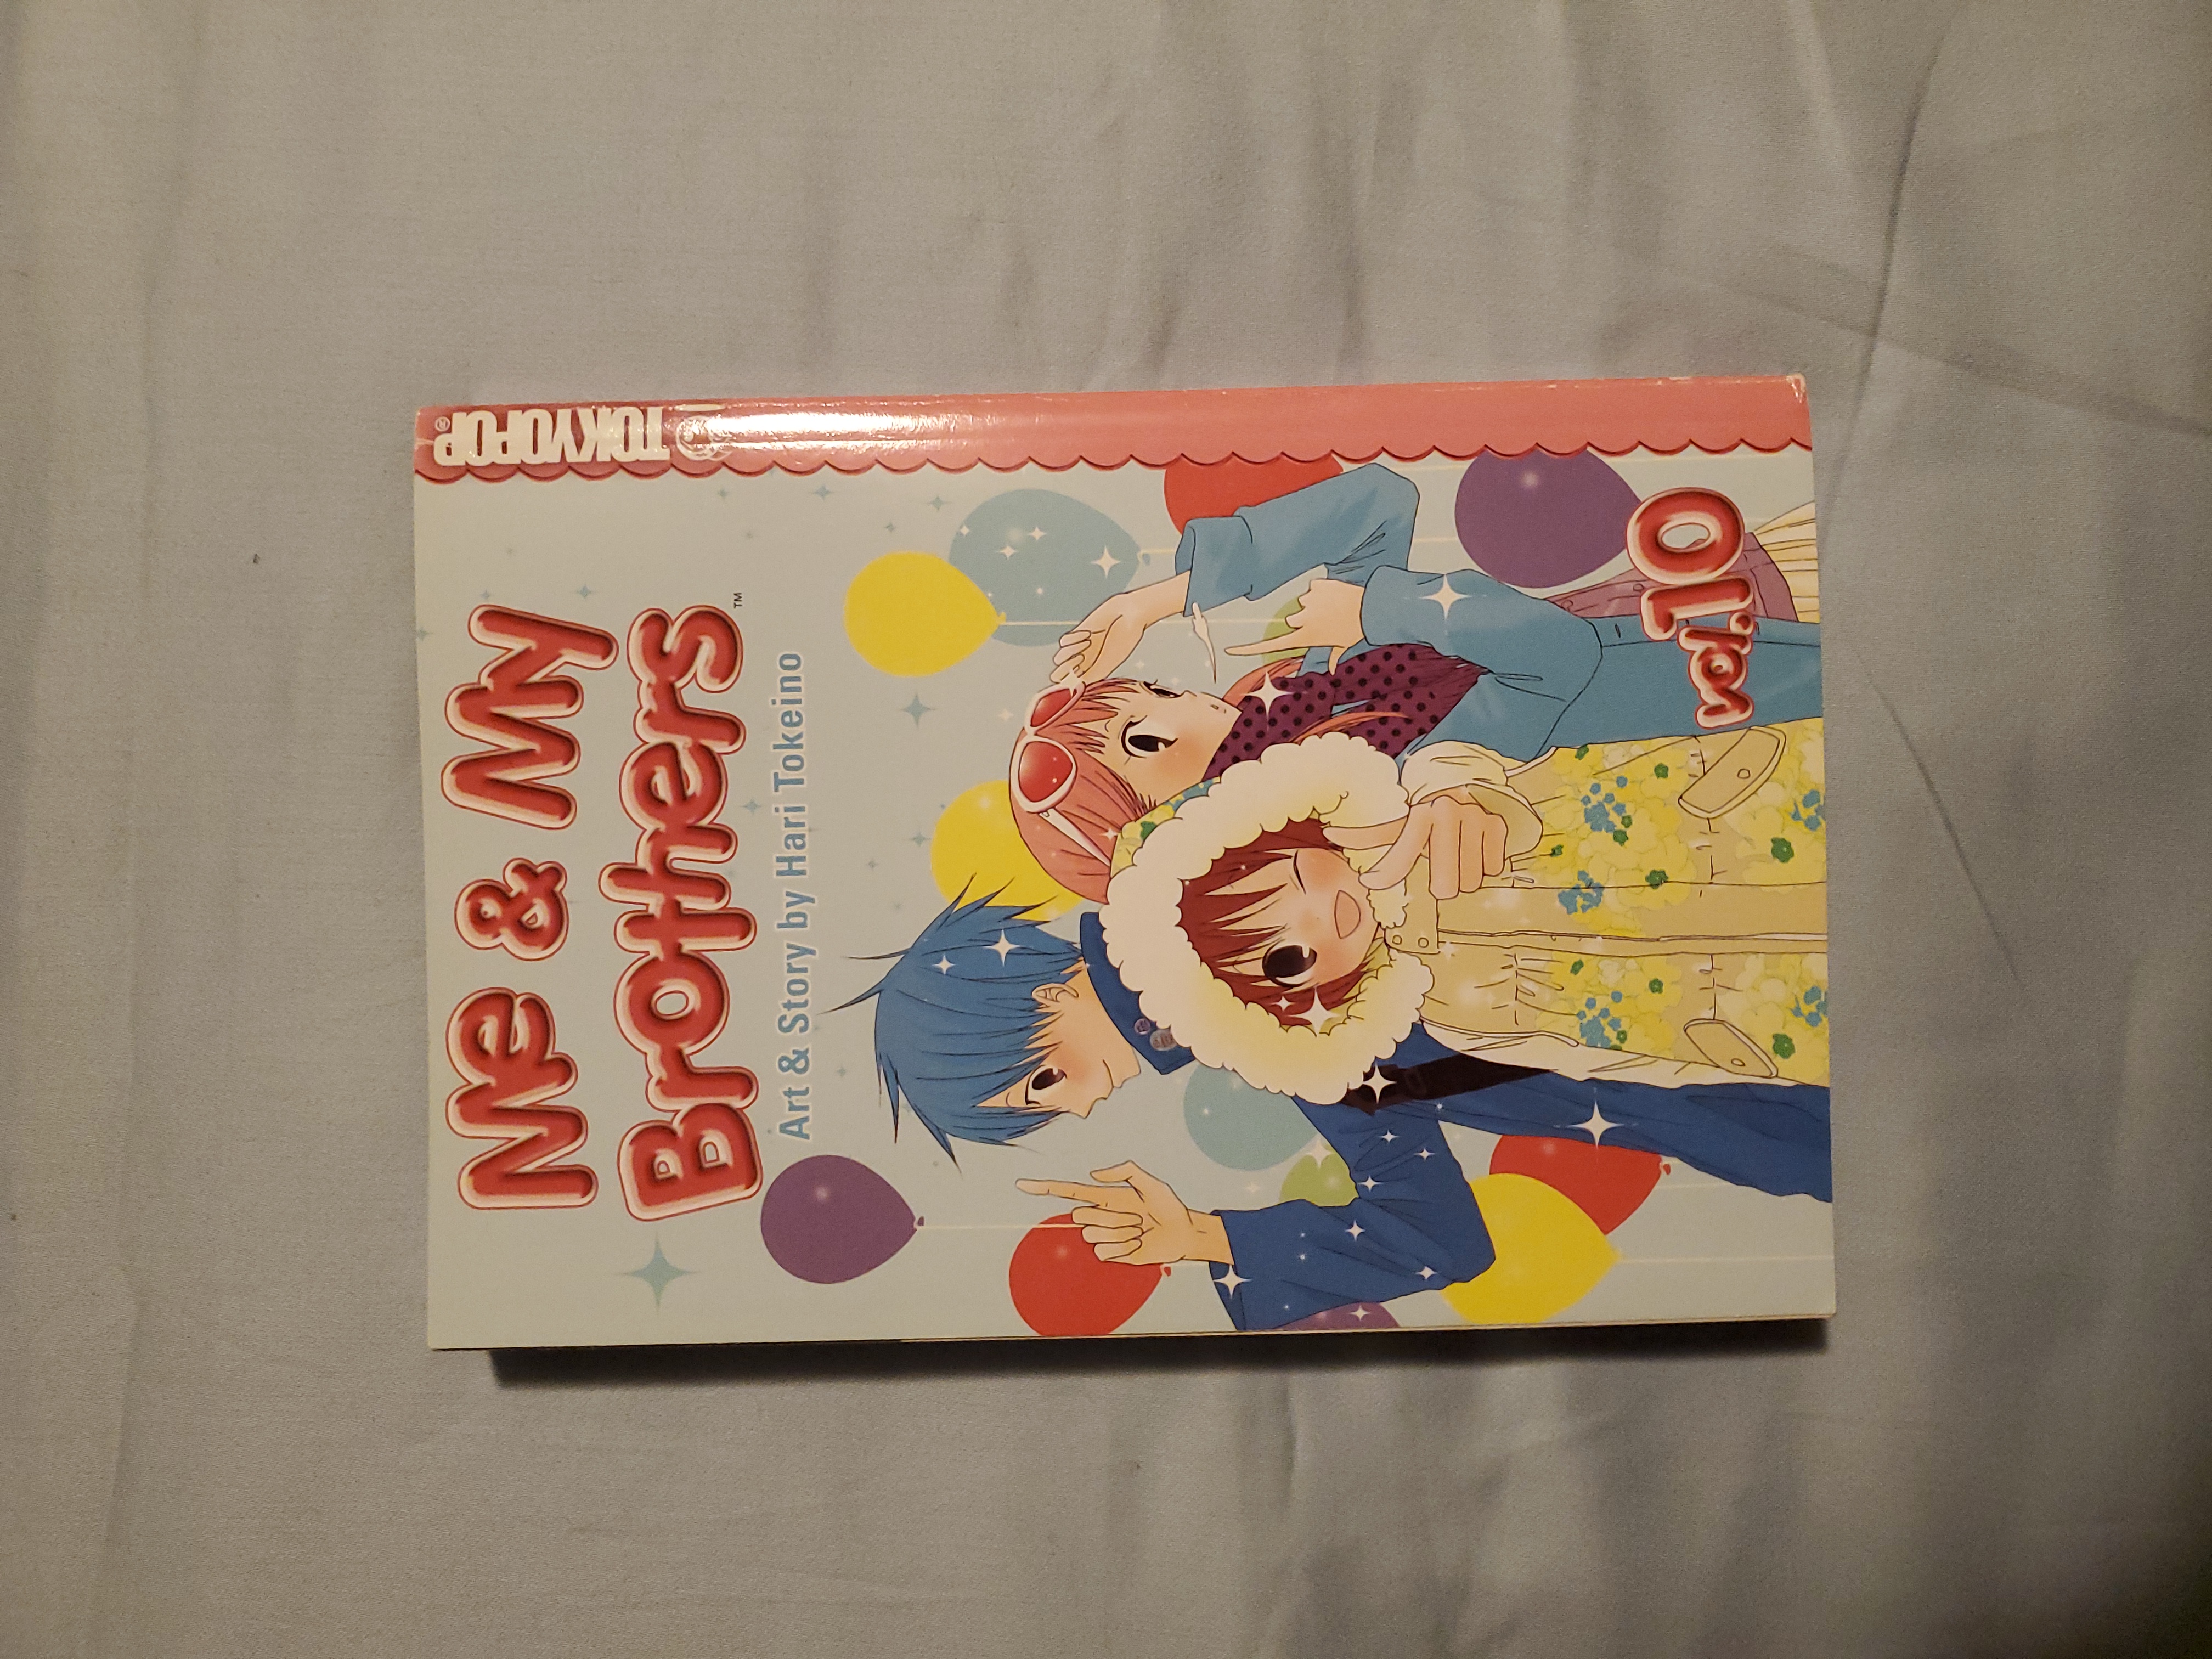 TOKYOPOP®
Me & My
Brothers™
Art & Story by Hari Tokeino
vol.10